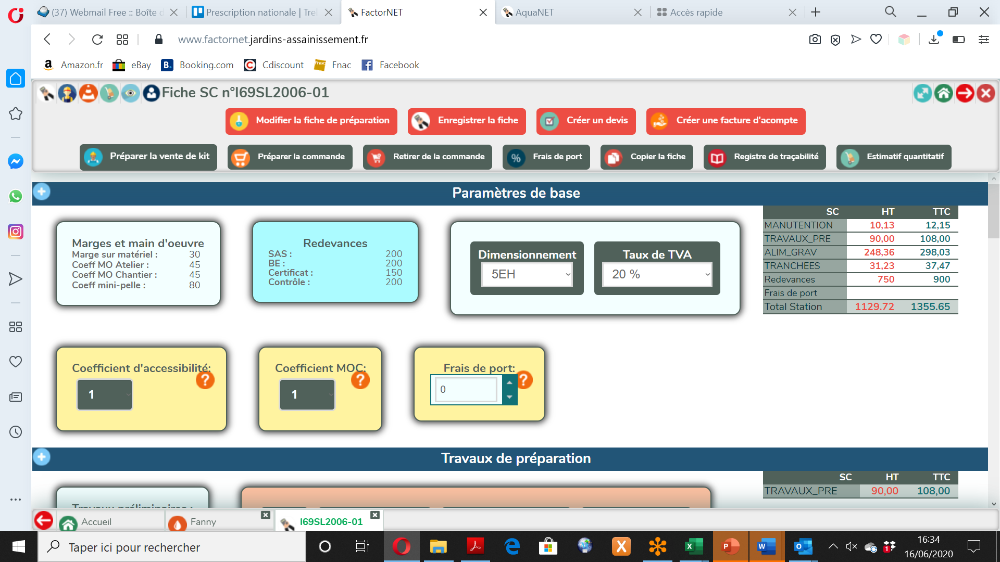 (37) Webmail Free :: Boîte d
Prescription nationale | Trel
FactorNET
AquaNET
Accès rapide
www.factornet.jardins-assainissement.fr
Amazon.fr
eBay
Booking.com
Cdiscount
Fnac
Facebook
Fiche SC n°I69SL2006-01
Modifier la fiche de préparation
Enregistrer la fiche
Créer un devis
Créer une facture d'acompte
Préparer la vente de kit
Préparer la commande
Retirer de la commande
Frais de port
Copier la fiche
Registre de traçabilité
Estimatif quantitatif
Paramètres de base
Marges et main d'oeuvre
Marge sur matériel : 30
Coeff MO Atelier : 45
Coeff MO Chantier : 45
Coeff mini-pelle : 80
Redevances
SAS : 200
BE : 200
Certificat : 150
Contrôle : 200
Dimensionnement
5EH
Taux de TVA
20 %
SC HT TTC
MANUTENTION 10,13 12,15
TRAVAUX_PRE 90,00 108,00
ALIM_GRAV 248,36 298,03
TRANCHEES 31,23 37,47
Redevances 750 900
Frais de port
Total Station 1129.72 1355.65
Coefficient d'accessibilité:
1
Coefficient MOC:
1
Frais de port:
0
Travaux de préparation
SC HT TTC
TRAVAUX_PRE 90,00 108,00
Travaux préliminaires :
Accueil
Fanny
I69SL2006-01
Taper ici pour rechercher
16:34
16/06/2020